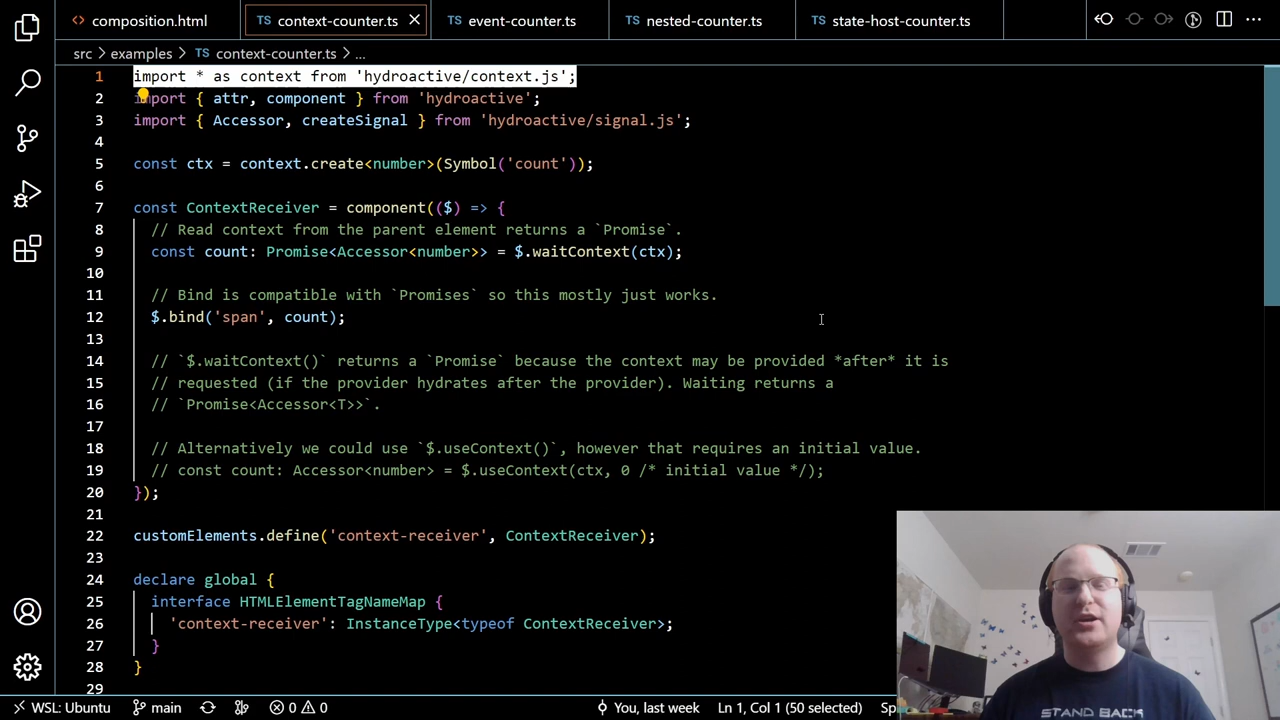 composition.html
TS context-counter.ts
TS event-counter.ts
TS nested-counter.ts
TS state-host-counter.ts
src > examples > TS context-counter.ts > ...
1 import * as context from 'hydroactive/context.js';
2 import { attr, component } from 'hydroactive';
3 import { Accessor, createSignal } from 'hydroactive/signal.js';
4
5 const ctx = context.create<number>(Symbol('count'));
6
7 const ContextReceiver = component(($) => {
8 // Read context from the parent element returns a `Promise`.
9 const count: Promise<Accessor<number>> = $.waitContext(ctx);
10
11 // Bind is compatible with `Promises` so this mostly just works.
12 $.bind('span', count);
13
14 // `$.waitContext()` returns a `Promise` because the context may be provided *after* it is
15 // requested (if the provider hydrates after the provider). Waiting returns a
16 // `Promise<Accessor<T>>`.
17
18 // Alternatively we could use `$.useContext()`, however that requires an initial value.
19 // const count: Accessor<number> = $.useContext(ctx, 0 /* initial value */);
20 });
21
22 customElements.define('context-receiver', ContextReceiver);
23
24 declare global {
25 interface HTMLElementTagNameMap {
26 'context-receiver': InstanceType<typeof ContextReceiver>;
27 }
28 }
29
WSL: Ubuntu
main
0 0
You, last week
Ln 1, Col 1 (50 selected)
STAND BACK